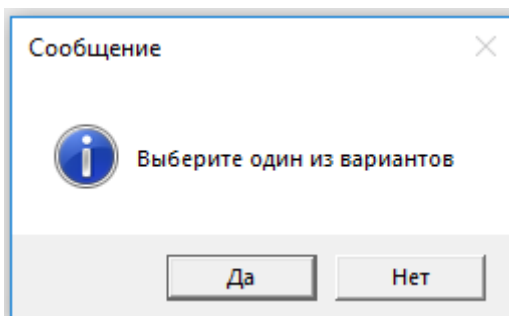 Сообщение
Выберите один из вариантов
Да
Нет